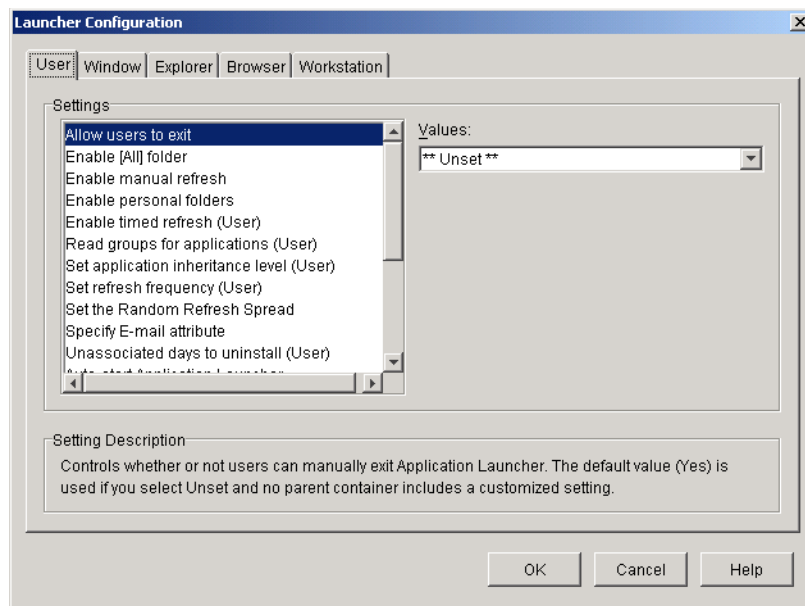 Launcher Configuration
User Window Explorer Browser Workstation
Settings
Allow users to exit
Enable [All] folder
Enable manual refresh
Enable personal folders
Enable timed refresh (User)
Read groups for applications (User)
Set application inheritance level (User)
Set refresh frequency (User)
Set the Random Refresh Spread
Specify E-mail attribute
Unassociated days to uninstall (User)
Auto-start Application Launcher
Values:
** Unset **
Setting Description
Controls whether or not users can manually exit Application Launcher. The default value (Yes) is
used if you select Unset and no parent container includes a customized setting.
OK Cancel Help